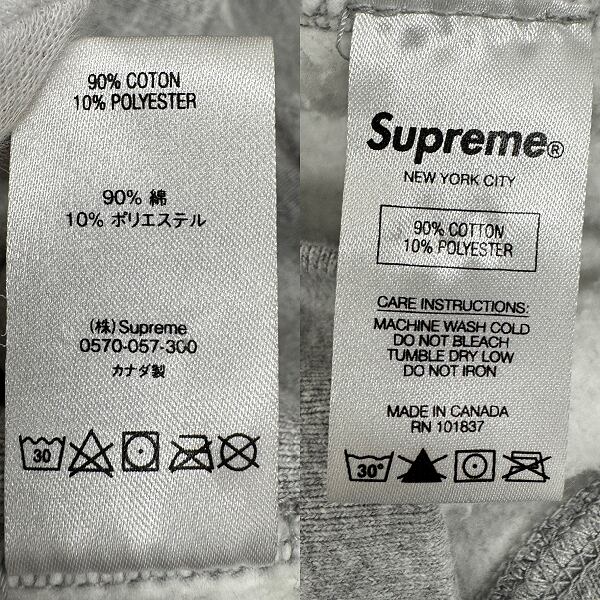 90% COTON
10% POLYESTER
90% 綿
10% ポリエステル
(株) Supreme
0570-057-300
カナダ製
30
Supreme®
NEW YORK CITY
90% COTTON
10% POLYESTER
CARE INSTRUCTIONS:
MACHINE WASH COLD
DO NOT BLEACH
TUMBLE DRY LOW
DO NOT IRON
MADE IN CANADA
RN 101837
30°